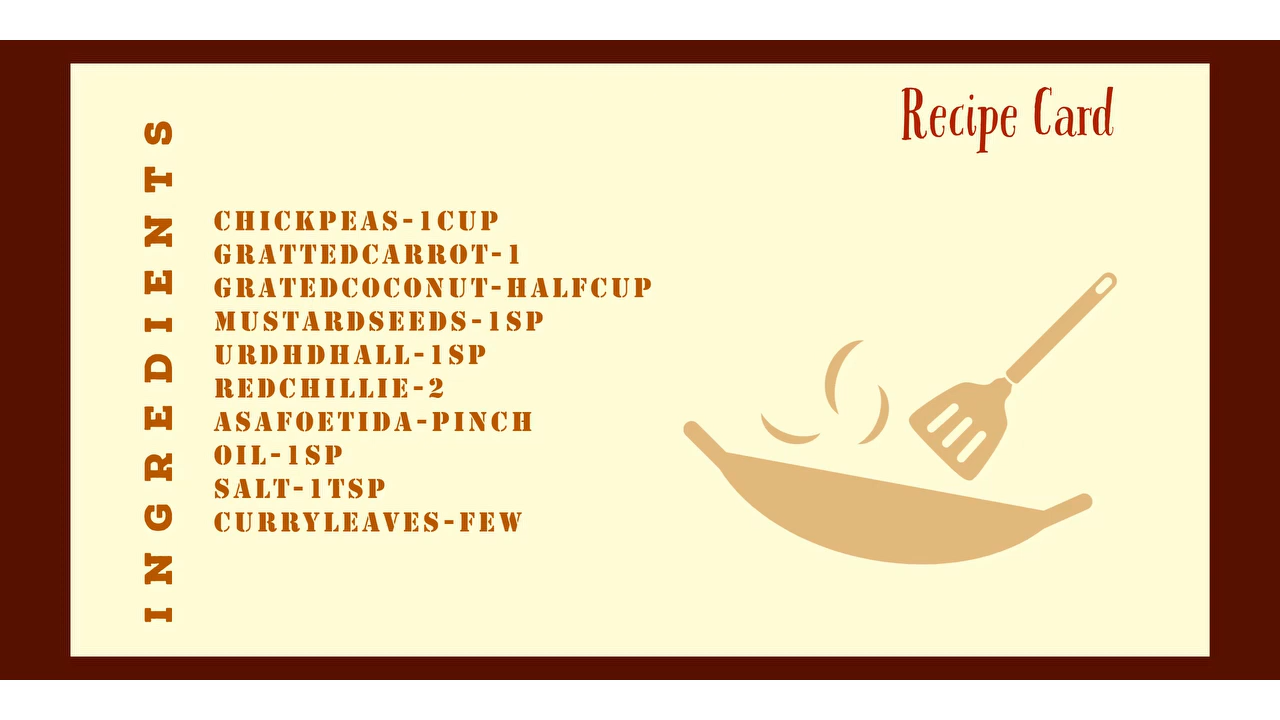 Recipe Card
INGREDIENTS
CHICKPEAS-1CUP
GRATTEDCARROT-1
GRATEDCOCONUT-HALFCUP
MUSTARDSEEDS-1SP
URDHDHALL-1SP
REDCHILLIE-2
ASAFOETIDA-PINCH
OIL-1SP
SALT-1TSP
CURRYLEAVES-FEW